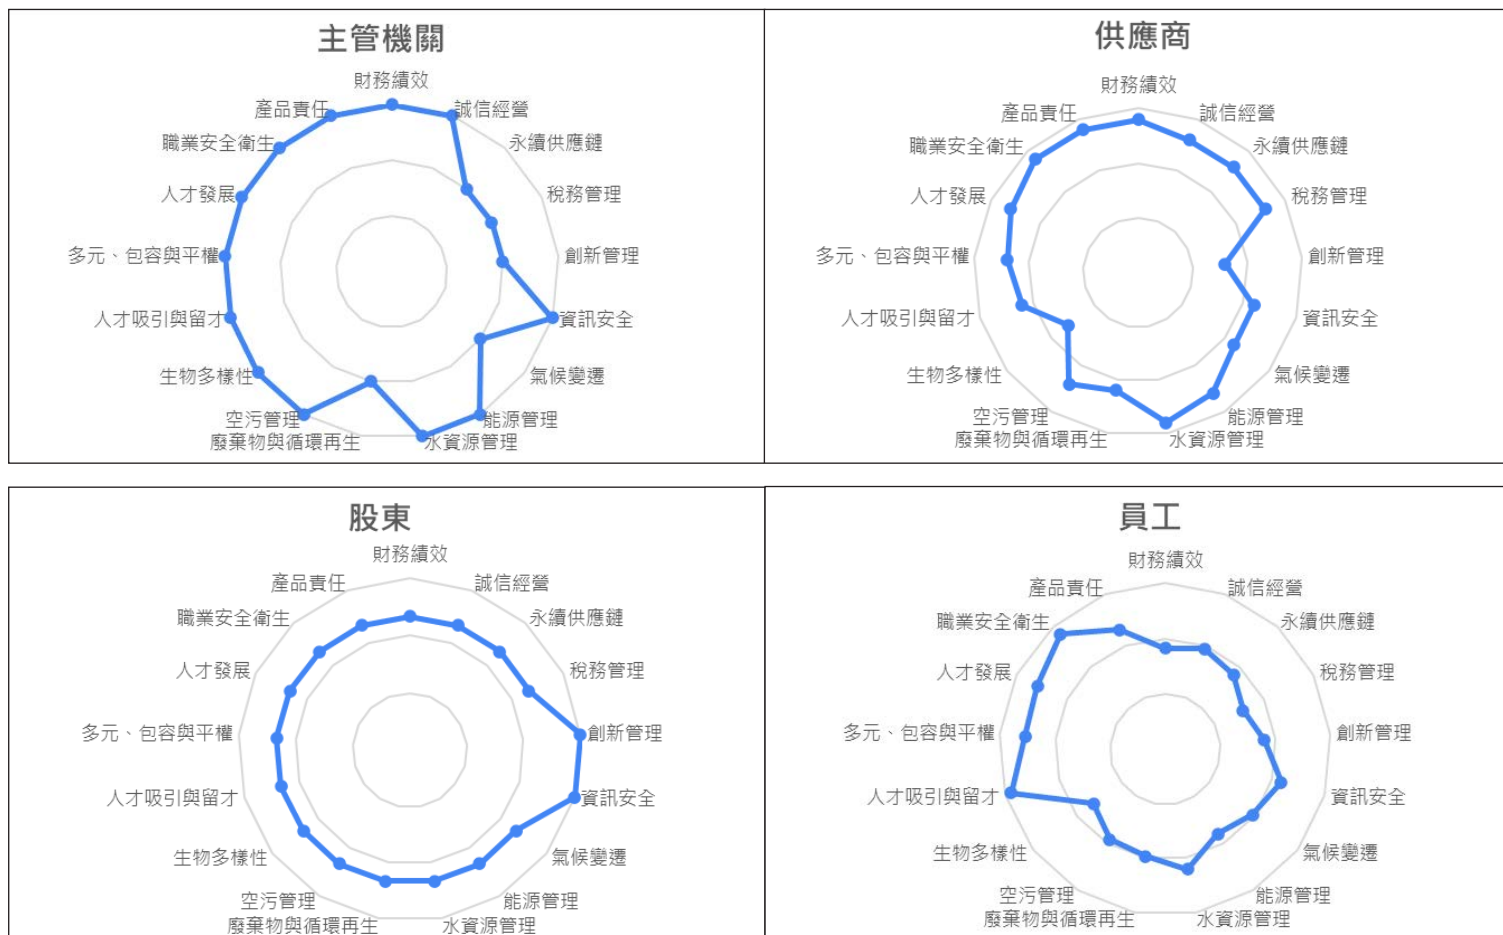 主管機關
財務績效
誠信經營
永續供應鏈
稅務管理
創新管理
資訊安全
氣候變遷
能源管理
水資源管理
廢棄物與循環再生
空污管理
生物多樣性
人才吸引與留才
多元、包容與平權
人才發展
職業安全衛生
產品責任
供應商
財務績效
誠信經營
永續供應鏈
稅務管理
創新管理
資訊安全
氣候變遷
能源管理
水資源管理
廢棄物與循環再生
空污管理
生物多樣性
人才吸引與留才
多元、包容與平權
人才發展
職業安全衛生
產品責任
股東
財務績效
誠信經營
永續供應鏈
稅務管理
創新管理
資訊安全
氣候變遷
能源管理
水資源管理
廢棄物與循環再生
空污管理
生物多樣性
人才吸引與留才
多元、包容與平權
人才發展
職業安全衛生
產品責任
員工
財務績效
誠信經營
永續供應鏈
稅務管理
創新管理
資訊安全
氣候變遷
能源管理
水資源管理
廢棄物與循環再生
空污管理
生物多樣性
人才吸引與留才
多元、包容與平權
人才發展
職業安全衛生
產品責任